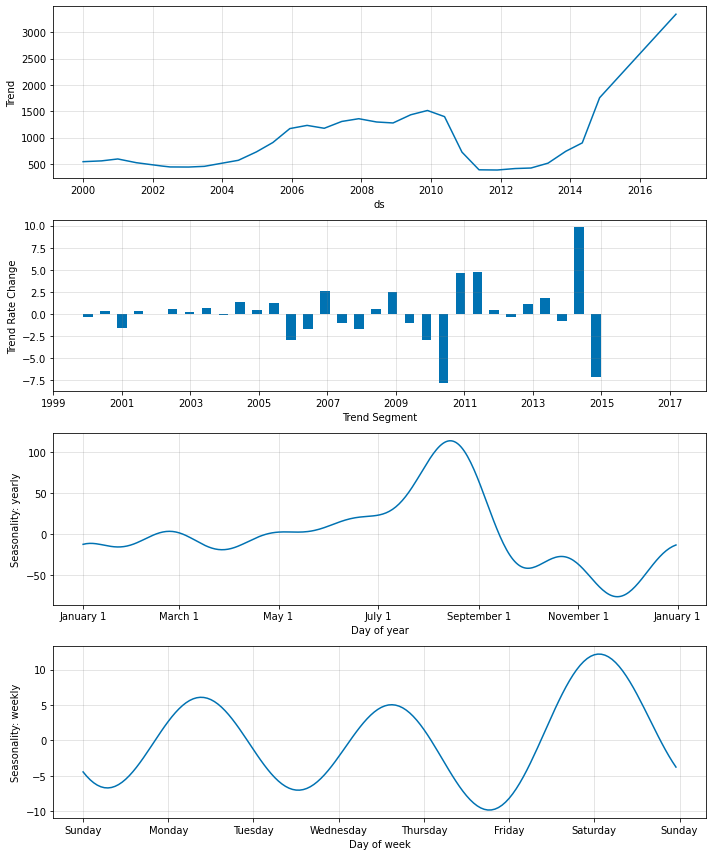 3000
2500
2000
1500
1000
500
Trend
2000 2002 2004 2006 2008 2010 2012 2014 2016
ds
10.0
7.5
5.0
2.5
0.0
−2.5
−5.0
−7.5
Trend Rate Change
1999 2001 2003 2005 2007 2009 2011 2013 2015 2017
Trend Segment
100
50
0
−50
Seasonality: yearly
January 1 March 1 May 1 July 1 September 1 November 1 January 1
Day of year
10
5
0
−5
−10
Seasonality: weekly
Sunday Monday Tuesday Wednesday Thursday Friday Saturday Sunday
Day of week